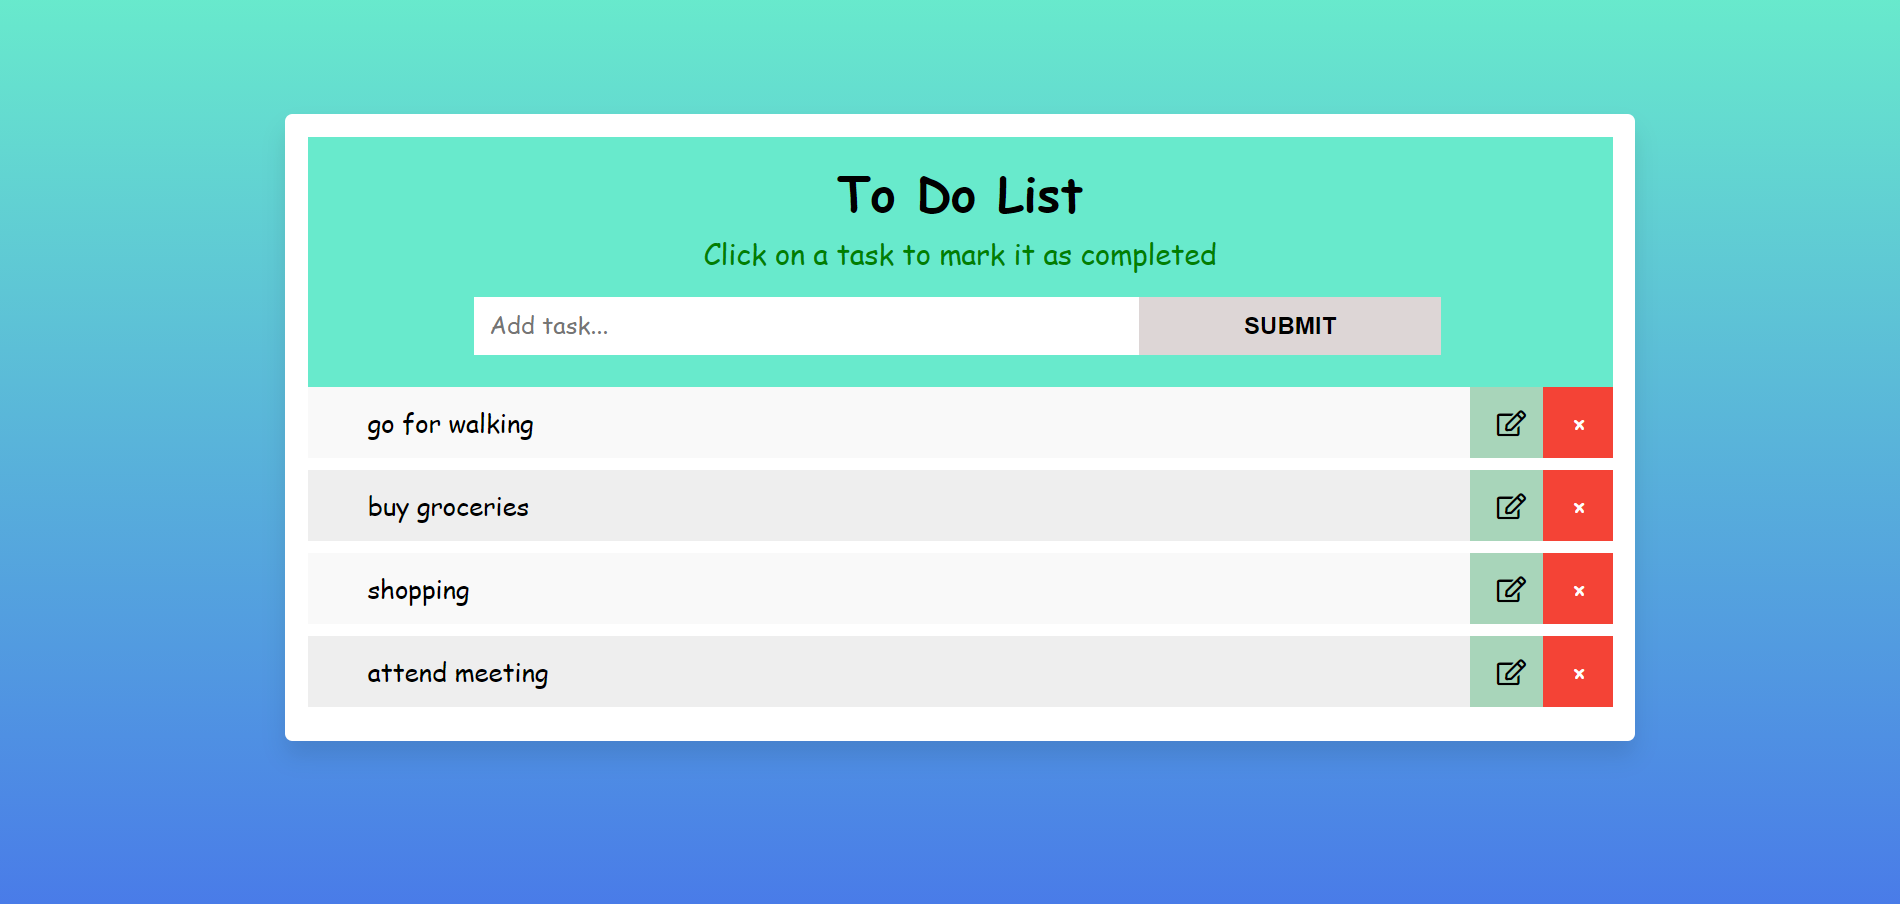 To Do List
Click on a task to mark it as completed
Add task...
SUBMIT
go for walking
×
buy groceries
×
shopping
×
attend meeting
×